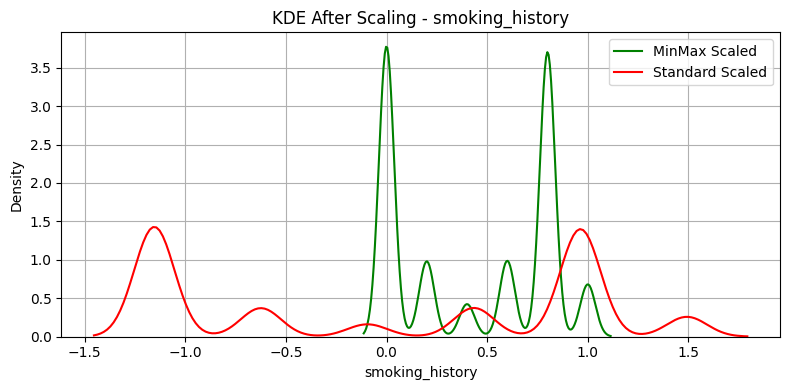 KDE After Scaling - smoking_history
MinMax Scaled
Standard Scaled
Density
3.5
3.0
2.5
2.0
1.5
1.0
0.5
0.0
−1.5 −1.0 −0.5 0.0 0.5 1.0 1.5
smoking_history